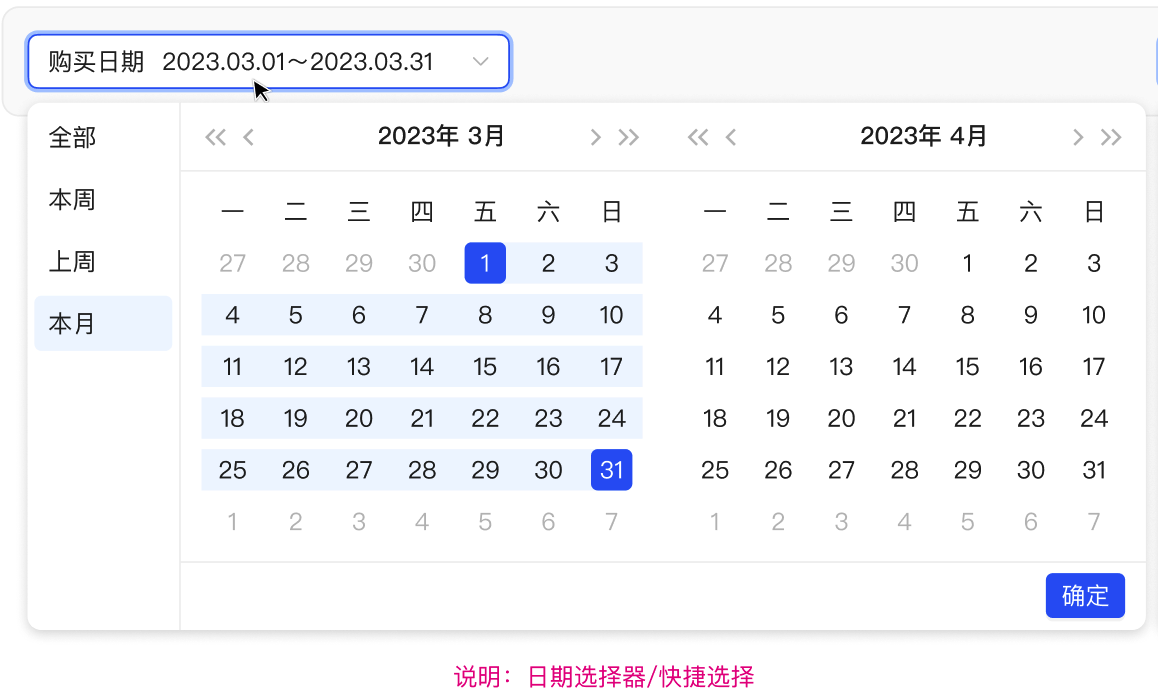 购买日期 2023.03.01～2023.03.31
全部
本周
上周
本月
2023年 3月
一 二 三 四 五 六 日
27 28 29 30 1 2 3
4 5 6 7 8 9 10
11 12 13 14 15 16 17
18 19 20 21 22 23 24
25 26 27 28 29 30 31
1 2 3 4 5 6 7
2023年 4月
一 二 三 四 五 六 日
27 28 29 30 1 2 3
4 5 6 7 8 9 10
11 12 13 14 15 16 17
18 19 20 21 22 23 24
25 26 27 28 29 30 31
1 2 3 4 5 6 7
确定
说明：日期选择器/快捷选择